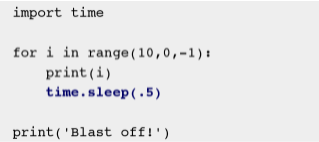 import time

for i in range(10,0,-1):
    print(i)
    time.sleep(.5)

print('Blast off!')